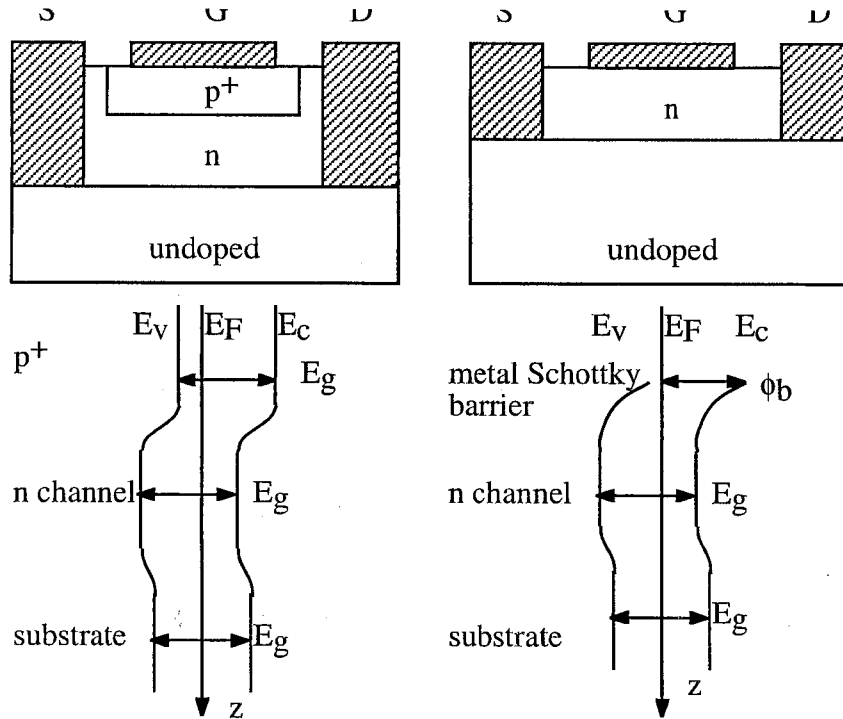 S G D
p+
n
undoped
S G D
n
undoped
Ev EF Ec
p+
Eg
n channel
Eg
substrate
Eg
z
Ev EF Ec
metal Schottky
barrier
ϕb
n channel
Eg
Eg
substrate
z